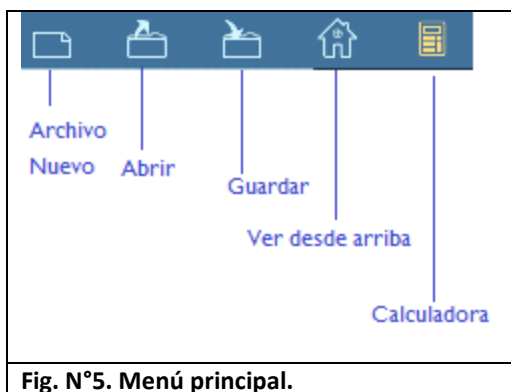 Archivo
Nuevo
Abrir
Guardar
Ver desde arriba
Calculadora
Fig. N°5. Menú principal.